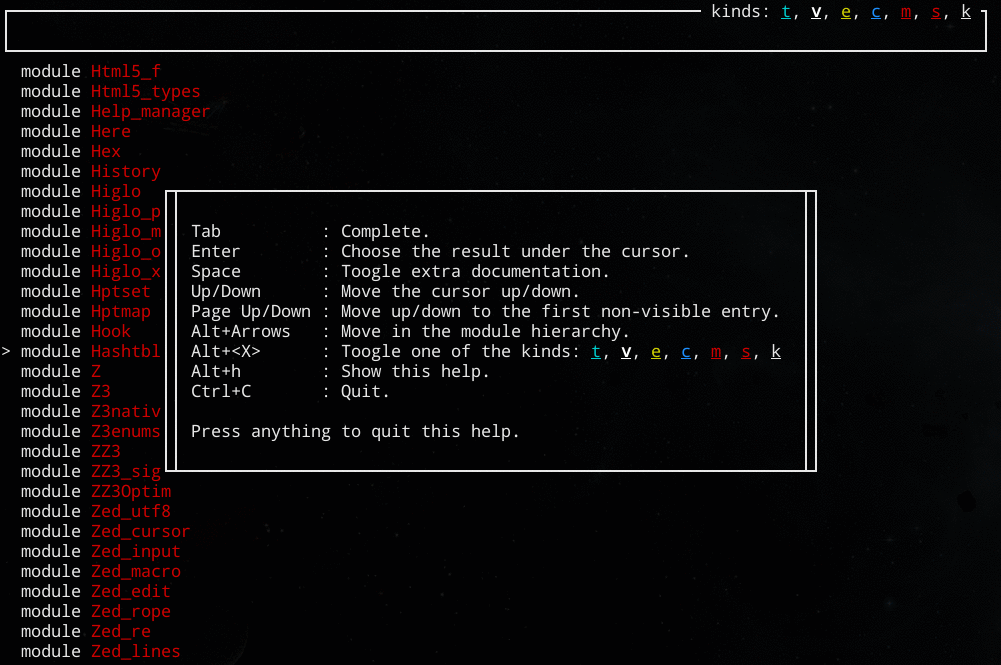 kinds: t, v, e, c, m, s, k
module Html5_f
module Html5_types
module Help_manager
module Here
module Hex
module History
module Higlo
module Higlo_p
module Higlo_m
module Higlo_o
module Higlo_x
module Hptset
module Hptmap
module Hook
> module Hashtbl
module Z
module Z3
module Z3nativ
module Z3enums
module ZZ3
module ZZ3_sig
module ZZ3Optim
module Zed_utf8
module Zed_cursor
module Zed_input
module Zed_macro
module Zed_edit
module Zed_rope
module Zed_re
module Zed_lines
Tab : Complete.
Enter : Choose the result under the cursor.
Space : Toogle extra documentation.
Up/Down : Move the cursor up/down.
Page Up/Down : Move up/down to the first non-visible entry.
Alt+Arrows : Move in the module hierarchy.
Alt+<X> : Toogle one of the kinds: t, v, e, c, m, s, k
Alt+h : Show this help.
Ctrl+C : Quit.
Press anything to quit this help.